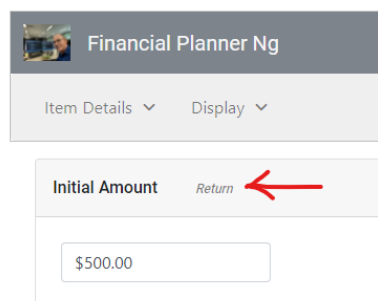 Financial Planner Ng
Item Details Display
Initial Amount Return
$500.00